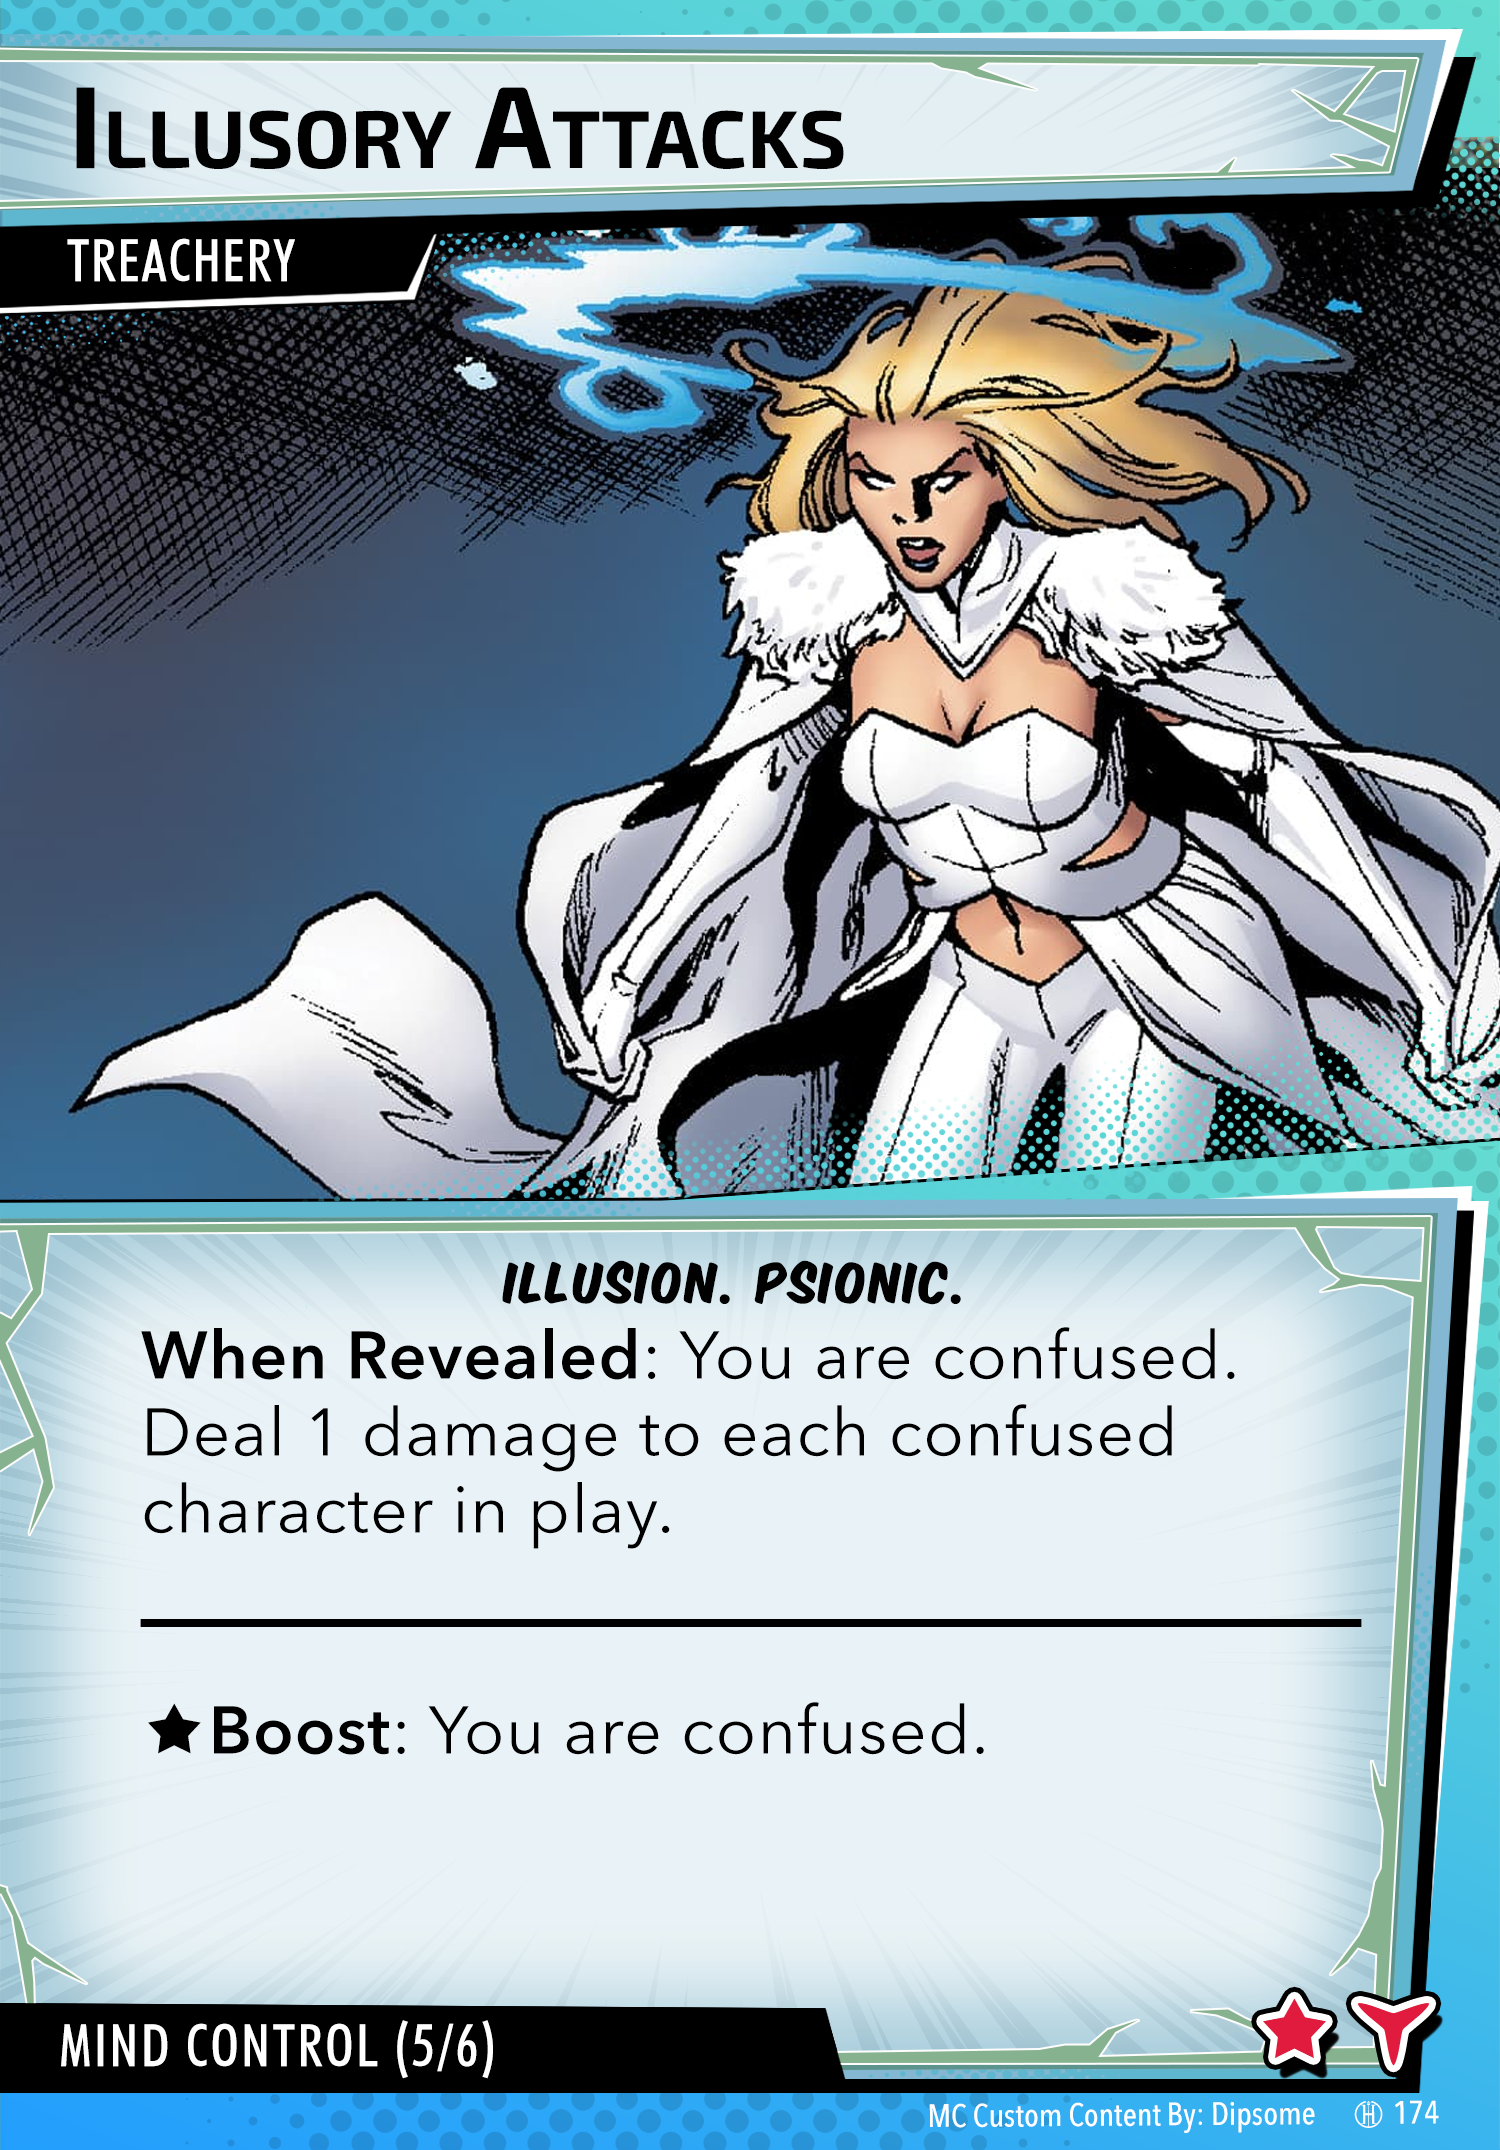 Illusory Attacks
TREACHERY
ILLUSION. PSIONIC.
When Revealed: You are confused.
Deal 1 damage to each confused
character in play.
★Boost: You are confused.
MIND CONTROL (5/6)
MC Custom Content By: Dipsome 174